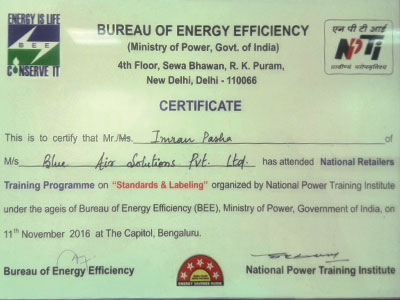 ENERGY IS LIFE
BEE
CONSERVE IT
BUREAU OF ENERGY EFFICIENCY
(Ministry of Power, Govt. of India)
4th Floor, Sewa Bhawan, R. K. Puram,
New Delhi, Delhi - 110066
एन पी टी आई
CERTIFICATE
This is to certify that Mr./Ms. Imran Pasha of
M/s Blue Air Solutions Pvt. Ltd. has attended National Retailers
Training Programme on "Standards & Labeling" organized by National Power Training Institute
under the ageis of Bureau of Energy Efficiency (BEE), Ministry of Power, Government of India, on
11th November 2016 at The Capitol, Bengaluru.
Bureau of Energy Efficiency
National Power Training Institute